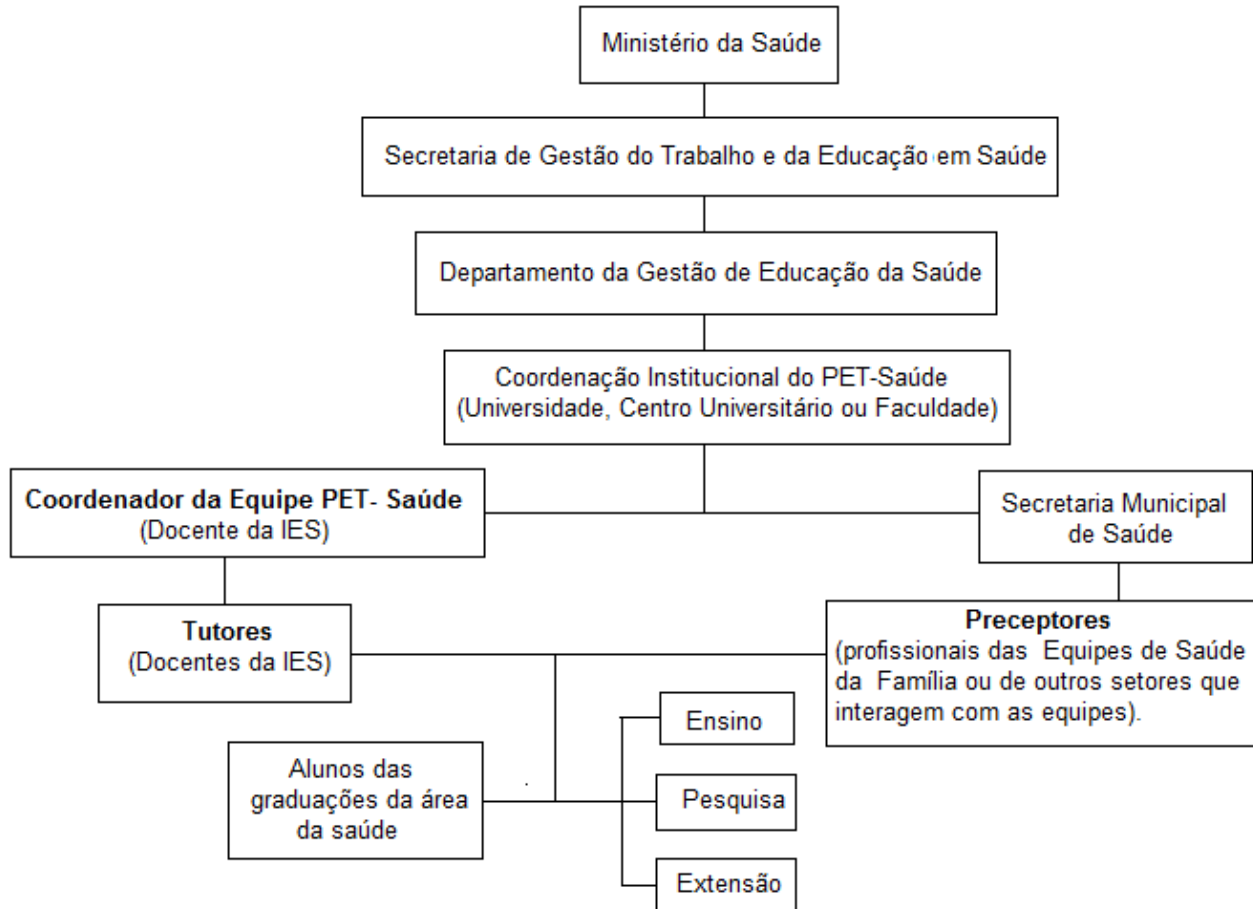 Ministério da Saúde
Secretaria de Gestão do Trabalho e da Educação em Saúde
Departamento da Gestão de Educação da Saúde
Coordenação Institucional do PET-Saúde
(Universidade, Centro Universitário ou Faculdade)
Coordenador da Equipe PET- Saúde
(Docente da IES)
Secretaria Municipal
de Saúde
Tutores
(Docentes da IES)
Preceptores
(profissionais das Equipes de Saúde
da Família ou de outros setores que
interagem com as equipes).
Alunos das
graduações da área
da saúde
Ensino
Pesquisa
Extensão